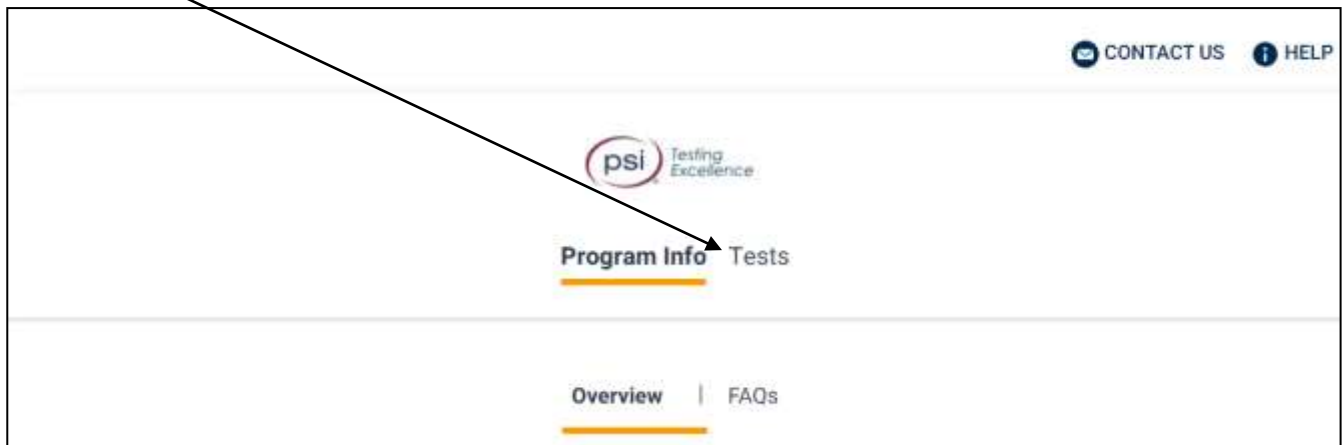 CONTACT US HELP
psi Testing
Excellence
Program Info Tests
Overview | FAQs